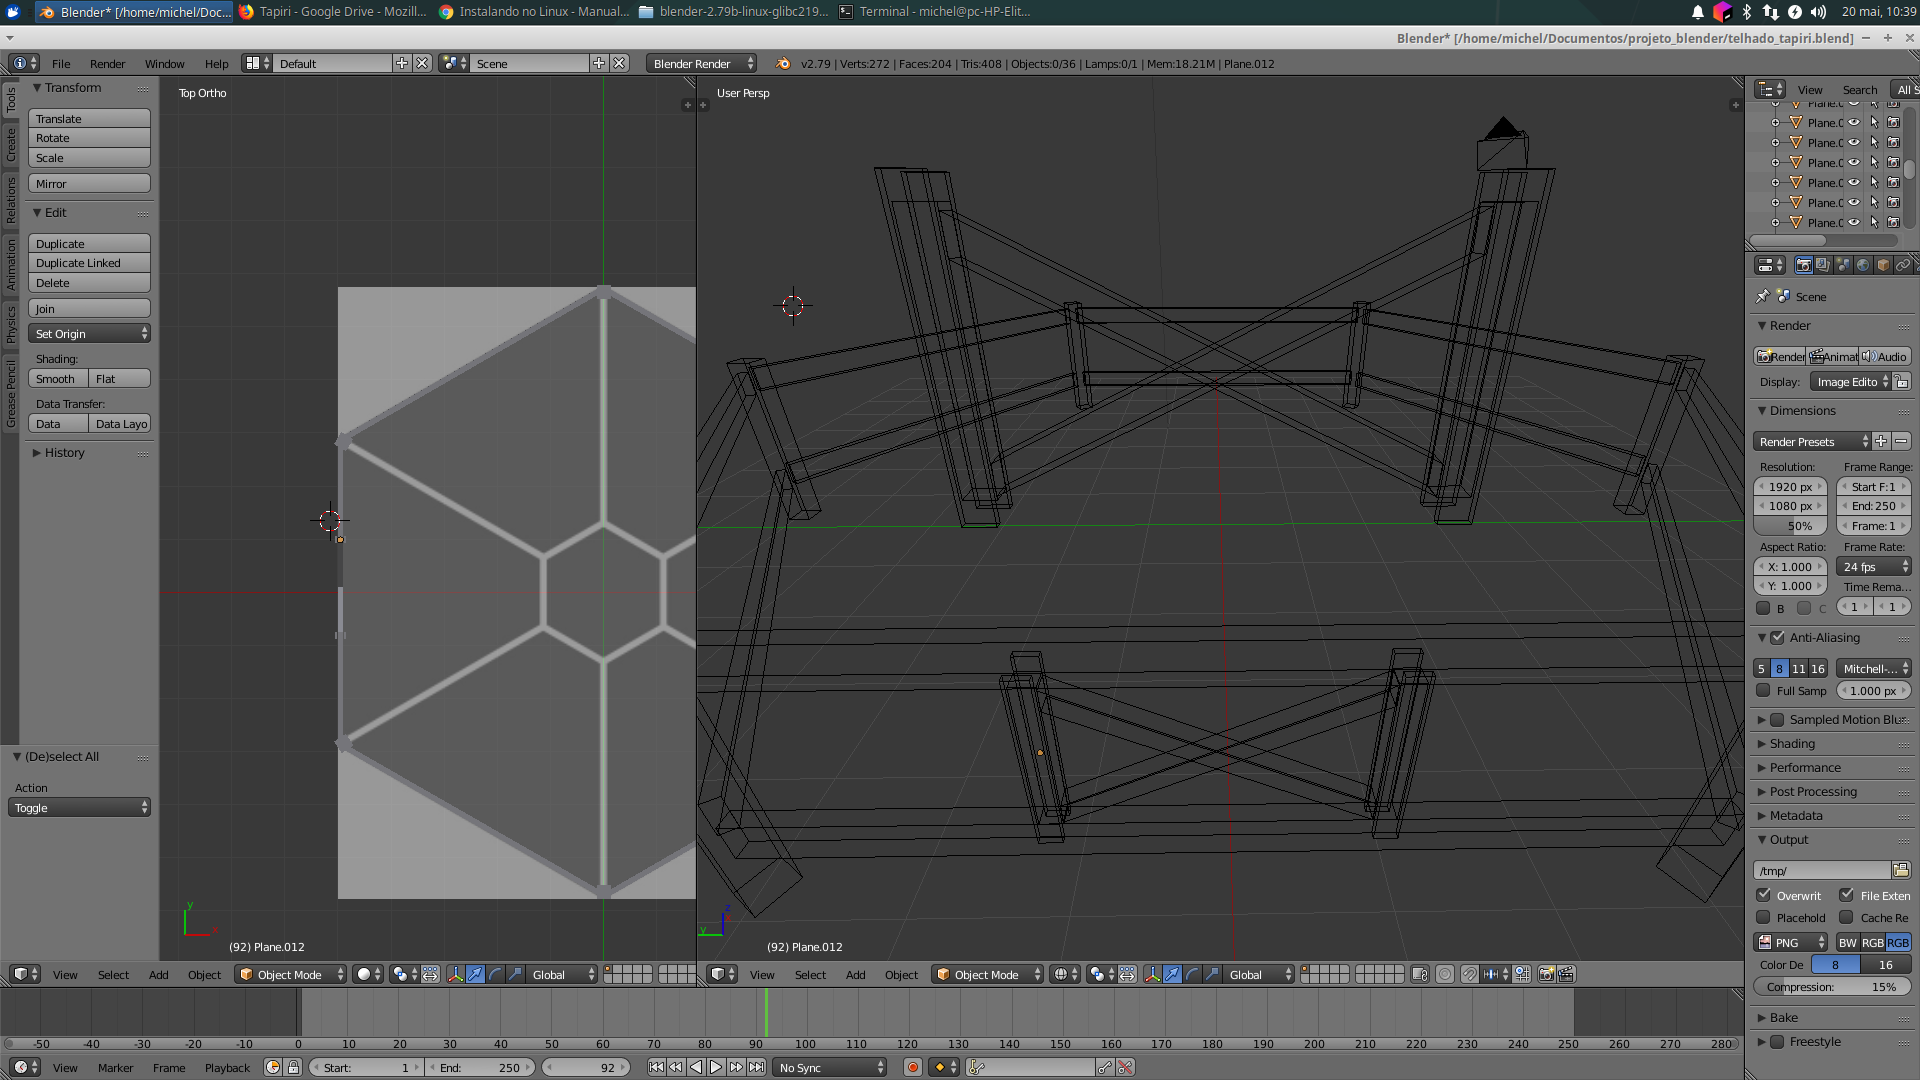 Blender* [/home/michel/Doc...
Tapiri - Google Drive - Mozill...
Instalando no Linux - Manual...
blender-2.79b-linux-glibc219...
Terminal - michel@pc-HP-Elit...
20 mai, 10:39
Blender* [/home/michel/Documentos/projeto_blender/telhado_tapiri.blend]
File Render Window Help
Default
Scene
Blender Render
v2.79 | Verts:272 | Faces:204 | Tris:408 | Objects:0/36 | Lamps:0/1 | Mem:18.21M | Plane.012
Tools
Create
Relations
Animation
Physics
Grease Pencil
Transform
Translate
Rotate
Scale
Mirror
Edit
Duplicate
Duplicate Linked
Delete
Join
Set Origin
Shading:
Smooth Flat
Data Transfer:
Data Data Layo
History
(De)select All
Action
Toggle
Top Ortho
y
x
(92) Plane.012
User Persp
z
y
(92) Plane.012
View Select Add Object Object Mode Global
View Select Add Object Object Mode Global
View Search All S
Plane.0
Plane.0
Plane.0
Plane.0
Plane.0
Plane.0
Plane.0
Scene
Render
Render Animat Audio
Display: Image Edito
Dimensions
Render Presets
Resolution: Frame Range:
1920 px Start F:1
1080 px End:250
50% Frame:1
Aspect Ratio: Frame Rate:
X: 1.000 24 fps
Y: 1.000 Time Rema...
B C 1 1
Anti-Aliasing
5 8 11 16 Mitchell-...
Full Samp 1.000 px
Sampled Motion Blur
Shading
Performance
Post Processing
Metadata
Output
/tmp/
Overwrit File Exten
Placehold Cache Re
PNG BW RGB RGB
Color De 8 16
Compression: 15%
Bake
Freestyle
-50 -40 -30 -20 -10 0 10 20 30 40 50 60 70 80 90 100 110 120 130 140 150 160 170 180 190 200 210 220 230 240 250 260 270 280
View Marker Frame Playback
Start: 1
End: 250
92
No Sync